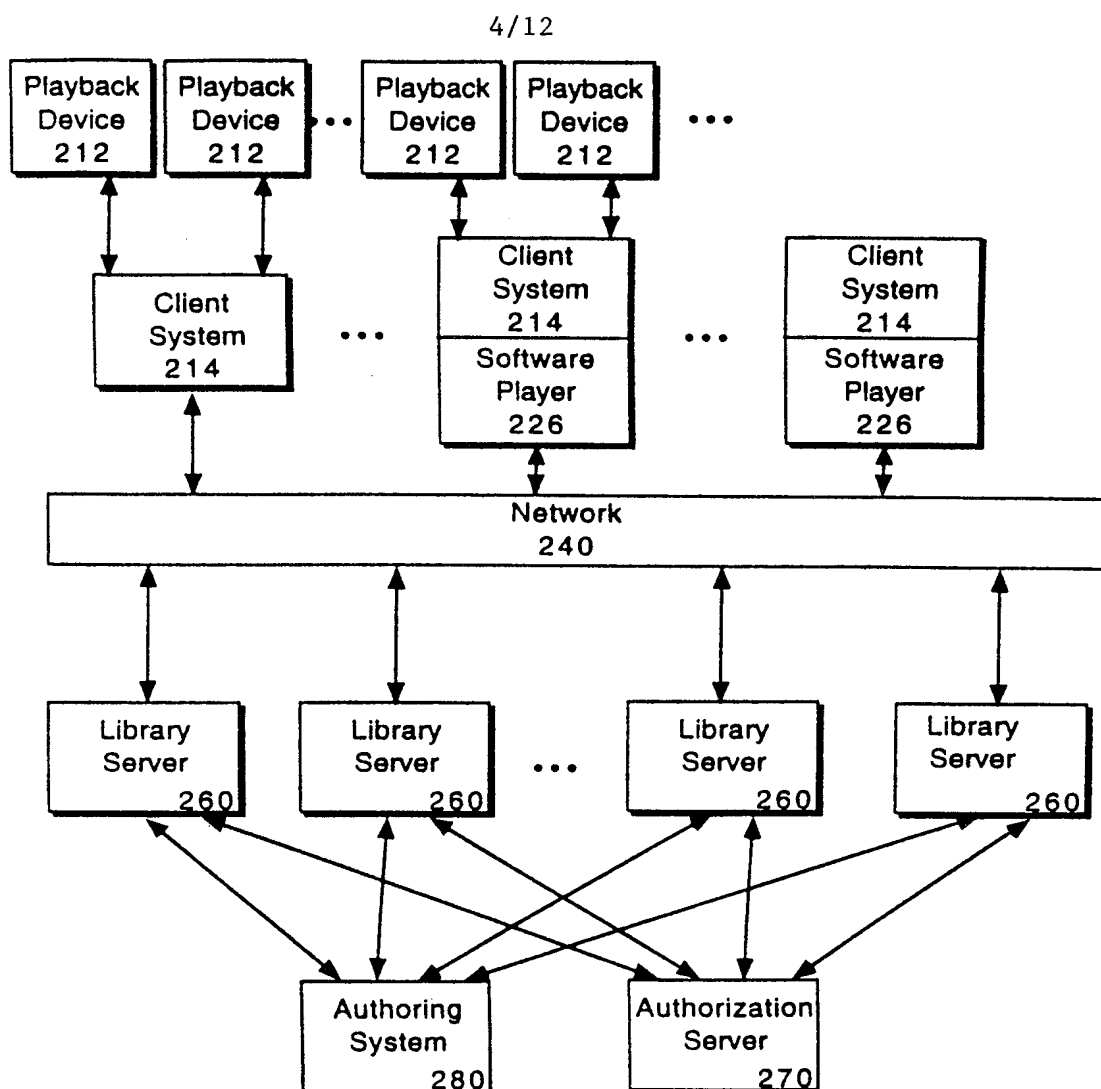 4/12
Playback
Device
212
Playback
Device
212
Playback
Device
212
Playback
Device
212
Client
System
214
Client
System
214
Software
Player
226
Client
System
214
Software
Player
226
Network
240
Library
Server
260
Library
Server
260
Library
Server
260
Library
Server
260
Authoring
System
280
Authorization
Server
270